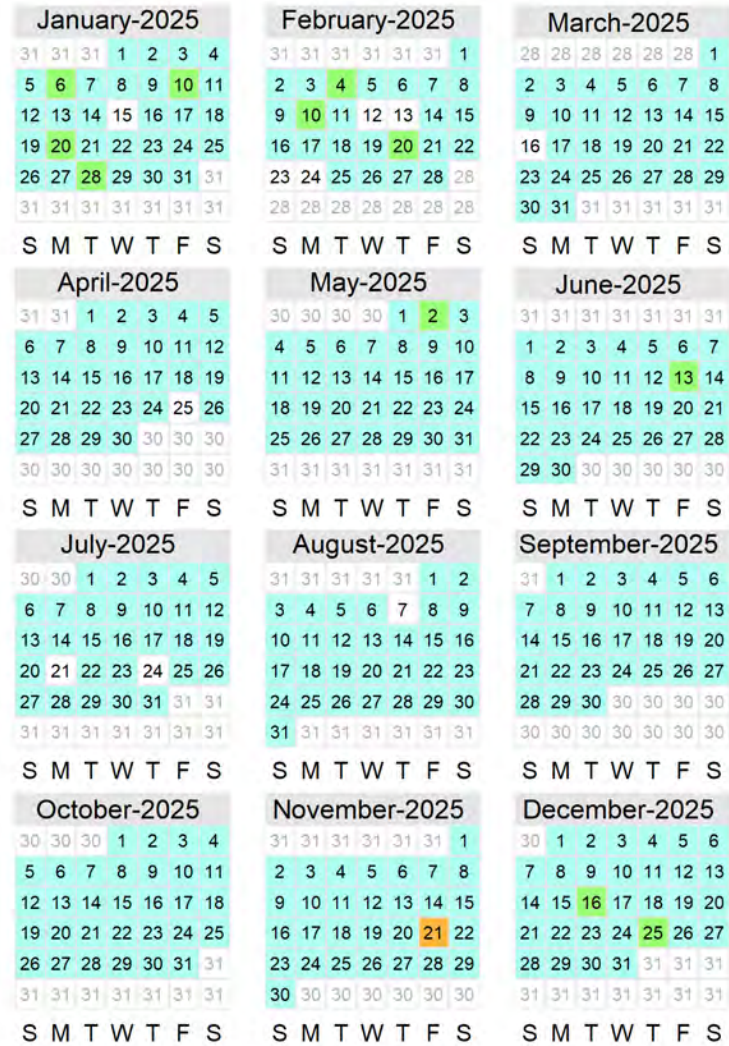 January-2025
31 31 31 1 2 3 4
5 6 7 8 9 10 11
12 13 14 15 16 17 18
19 20 21 22 23 24 25
26 27 28 29 30 31 31
31 31 31 31 31 31 31
S M T W T F S
February-2025
31 31 31 31 31 31 1
2 3 4 5 6 7 8
9 10 11 12 13 14 15
16 17 18 19 20 21 22
23 24 25 26 27 28 28
28 28 28 28 28 28 28
S M T W T F S
March-2025
28 28 28 28 28 28 1
2 3 4 5 6 7 8
9 10 11 12 13 14 15
16 17 18 19 20 21 22
23 24 25 26 27 28 29
30 31 31 31 31 31 31
S M T W T F S
April-2025
31 31 1 2 3 4 5
6 7 8 9 10 11 12
13 14 15 16 17 18 19
20 21 22 23 24 25 26
27 28 29 30 30 30 30
30 30 30 30 30 30 30
S M T W T F S
May-2025
30 30 30 30 1 2 3
4 5 6 7 8 9 10
11 12 13 14 15 16 17
18 19 20 21 22 23 24
25 26 27 28 29 30 31
31 31 31 31 31 31 31
S M T W T F S
June-2025
31 31 31 31 31 31 31
1 2 3 4 5 6 7
8 9 10 11 12 13 14
15 16 17 18 19 20 21
22 23 24 25 26 27 28
29 30 30 30 30 30 30
S M T W T F S
July-2025
30 30 1 2 3 4 5
6 7 8 9 10 11 12
13 14 15 16 17 18 19
20 21 22 23 24 25 26
27 28 29 30 31 31 31
31 31 31 31 31 31 31
S M T W T F S
August-2025
31 31 31 31 31 1 2
3 4 5 6 7 8 9
10 11 12 13 14 15 16
17 18 19 20 21 22 23
24 25 26 27 28 29 30
31 31 31 31 31 31 31
S M T W T F S
September-2025
31 1 2 3 4 5 6
7 8 9 10 11 12 13
14 15 16 17 18 19 20
21 22 23 24 25 26 27
28 29 30 30 30 30 30
30 30 30 30 30 30 30
S M T W T F S
October-2025
30 30 30 1 2 3 4
5 6 7 8 9 10 11
12 13 14 15 16 17 18
19 20 21 22 23 24 25
26 27 28 29 30 31 31
31 31 31 31 31 31 31
S M T W T F S
November-2025
31 31 31 31 31 31 1
2 3 4 5 6 7 8
9 10 11 12 13 14 15
16 17 18 19 20 21 22
23 24 25 26 27 28 29
30 30 30 30 30 30 30
S M T W T F S
December-2025
30 1 2 3 4 5 6
7 8 9 10 11 12 13
14 15 16 17 18 19 20
21 22 23 24 25 26 27
28 29 30 31 31 31 31
31 31 31 31 31 31 31
S M T W T F S